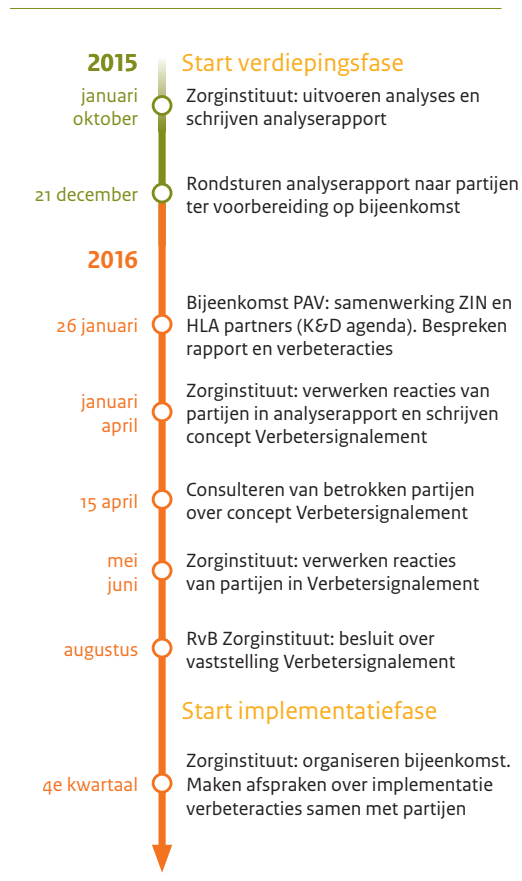 2015
Start verdiepingsfase
januari
oktober
Zorginstituut: uitvoeren analyses en
schrijven analyserapport
21 december
Rondsturen analyserapport naar partijen
ter voorbereiding op bijeenkomst
2016
26 januari
Bijeenkomst PAV: samenwerking ZIN en
HLA partners (K&D agenda). Bespreken
rapport en verbeteracties
januari
april
Zorginstituut: verwerken reacties van
partijen in analyserapport en schrijven
concept Verbetersignalement
15 april
Consulteren van betrokken partijen
over concept Verbetersignalement
mei
juni
Zorginstituut: verwerken reacties
van partijen in Verbetersignalement
augustus
RvB Zorginstituut: besluit over
vaststelling Verbetersignalement
Start implementatiefase
4e kwartaal
Zorginstituut: organiseren bijeenkomst.
Maken afspraken over implementatie
verbeteracties samen met partijen